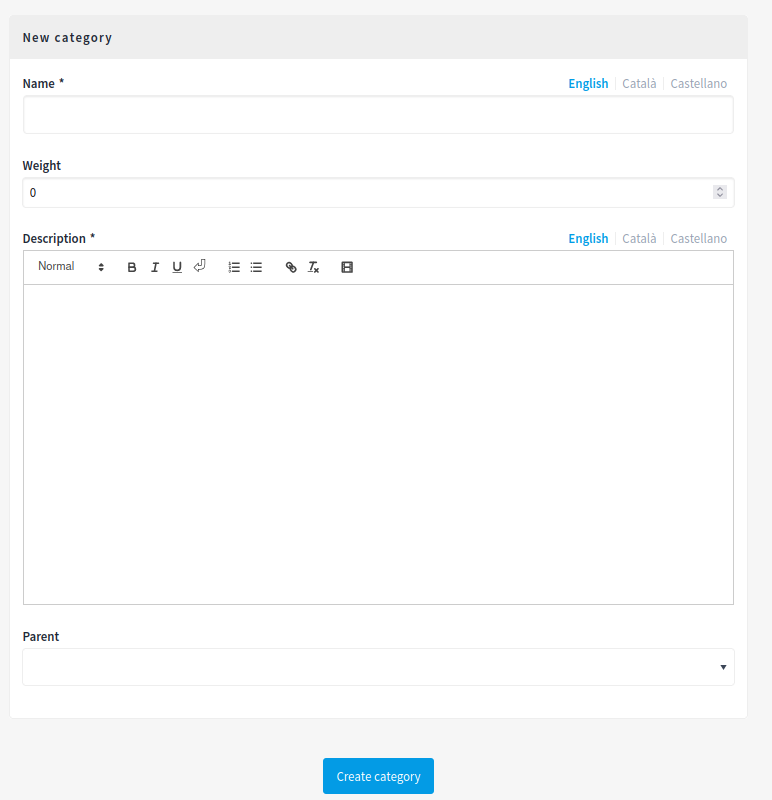 New category
Name * English Català Castellano
Weight
0
Description * English Català Castellano
Normal B I U
Parent
Create category